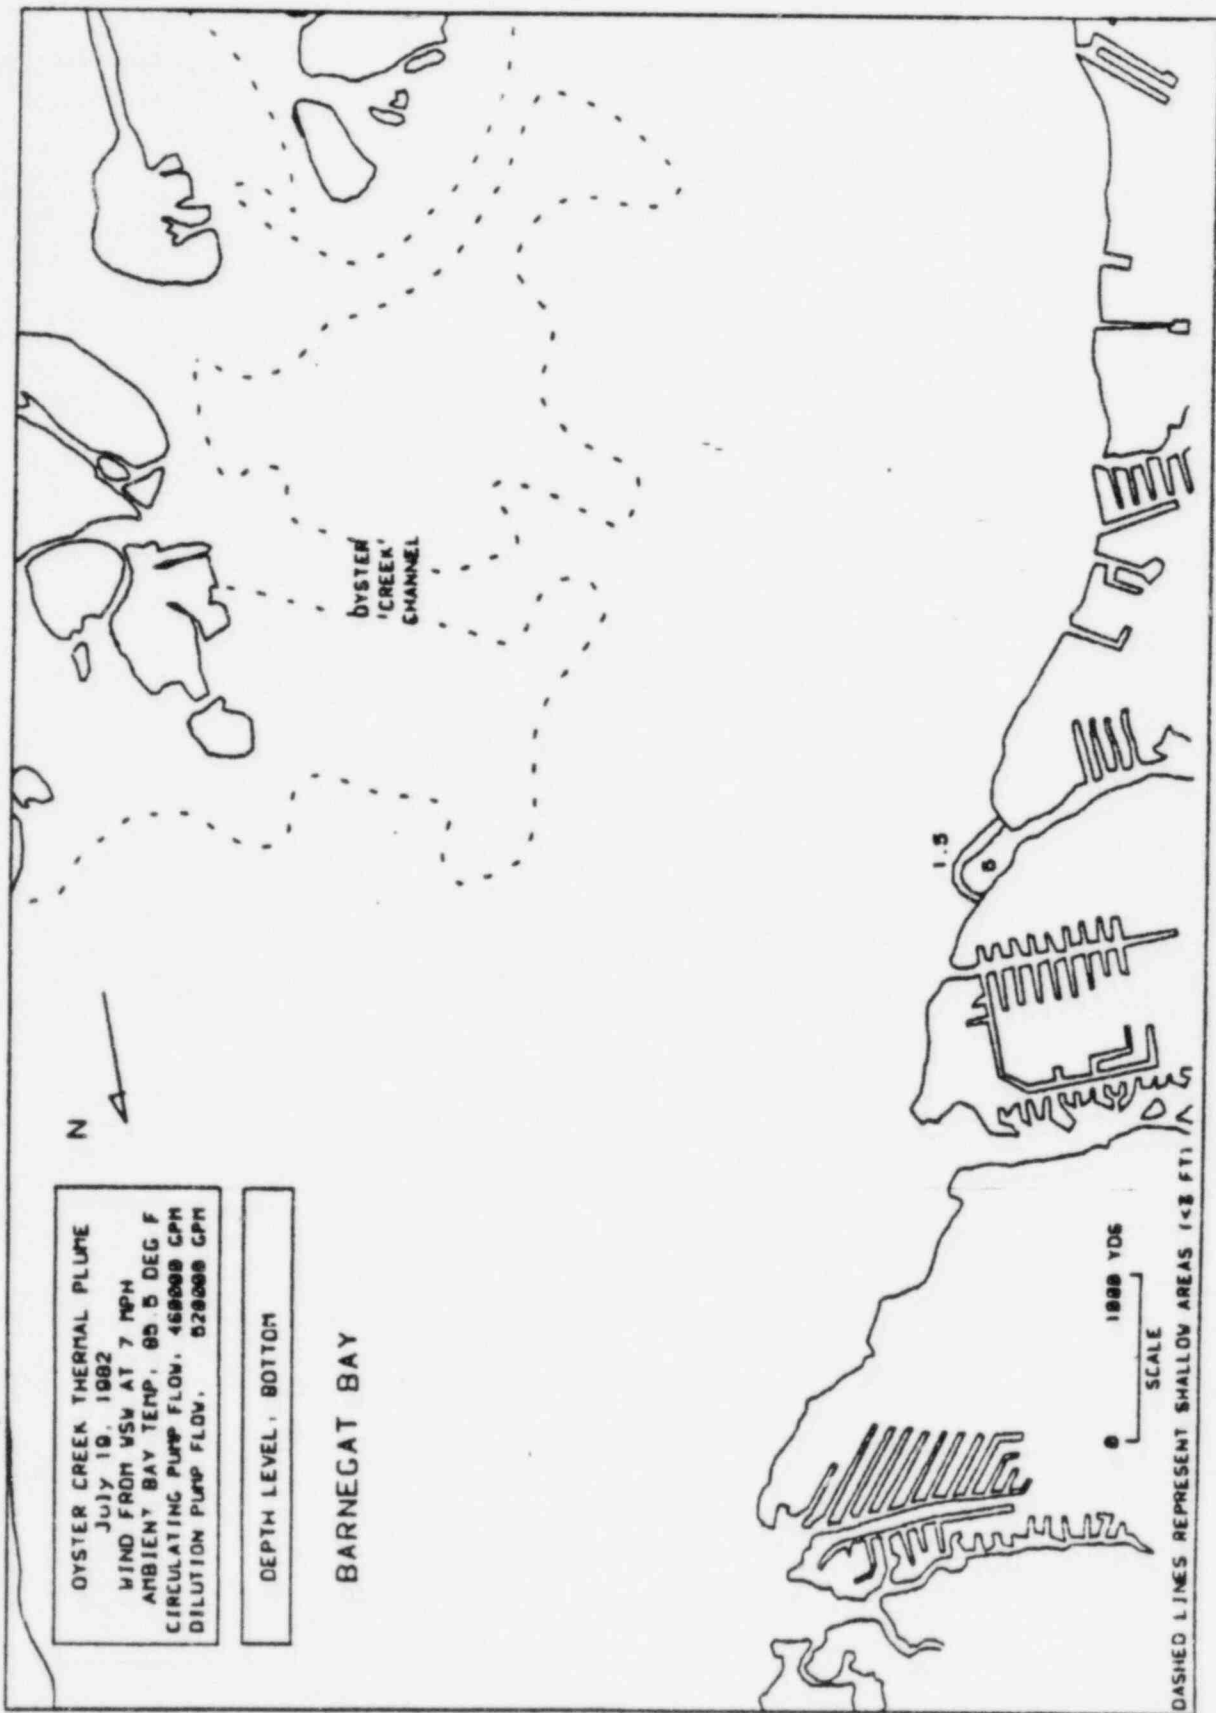 OYSTER CREEK THERMAL PLUME
July 19, 1982
WIND FROM WSW AT 7 MPH
AMBIENT BAY TEMP. 85.5 DEG F
CIRCULATING PUMP FLOW, 460000 GPM
DILUTION PUMP FLOW, 520000 GPM
DEPTH LEVEL, BOTTOM
N
BARNEGAT BAY
OYSTER
CREEK
CHANNEL
1.5
0 1000 YDS
SCALE
DASHED LINES REPRESENT SHALLOW AREAS (<3 FT)